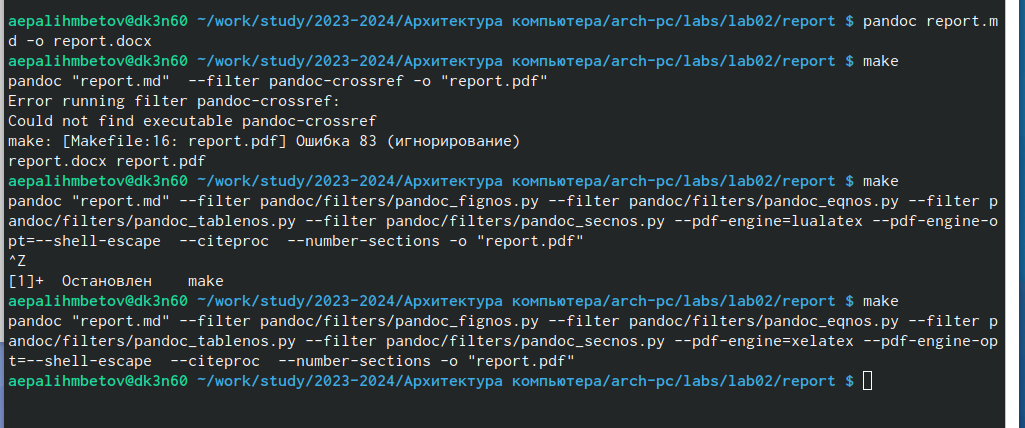 aepalihmbetov@dk3n60 ~/work/study/2023-2024/Архитектура компьютера/arch-pc/labs/lab02/report $ pandoc report.m
d -o report.docx
aepalihmbetov@dk3n60 ~/work/study/2023-2024/Архитектура компьютера/arch-pc/labs/lab02/report $ make
pandoc "report.md"  --filter pandoc-crossref -o "report.pdf"
Error running filter pandoc-crossref:
Could not find executable pandoc-crossref
make: [Makefile:16: report.pdf] Ошибка 83 (игнорирование)
report.docx report.pdf
aepalihmbetov@dk3n60 ~/work/study/2023-2024/Архитектура компьютера/arch-pc/labs/lab02/report $ make
pandoc "report.md" --filter pandoc/filters/pandoc_fignos.py --filter pandoc/filters/pandoc_eqnos.py --filter p
andoc/filters/pandoc_tablenos.py --filter pandoc/filters/pandoc_secnos.py --pdf-engine=lualatex --pdf-engine-o
pt=--shell-escape  --citeproc  --number-sections -o "report.pdf"
^Z
[1]+  Остановлен    make
aepalihmbetov@dk3n60 ~/work/study/2023-2024/Архитектура компьютера/arch-pc/labs/lab02/report $ make
pandoc "report.md" --filter pandoc/filters/pandoc_fignos.py --filter pandoc/filters/pandoc_eqnos.py --filter p
andoc/filters/pandoc_tablenos.py --filter pandoc/filters/pandoc_secnos.py --pdf-engine=xelatex --pdf-engine-op
t=--shell-escape  --citeproc  --number-sections -o "report.pdf"
aepalihmbetov@dk3n60 ~/work/study/2023-2024/Архитектура компьютера/arch-pc/labs/lab02/report $